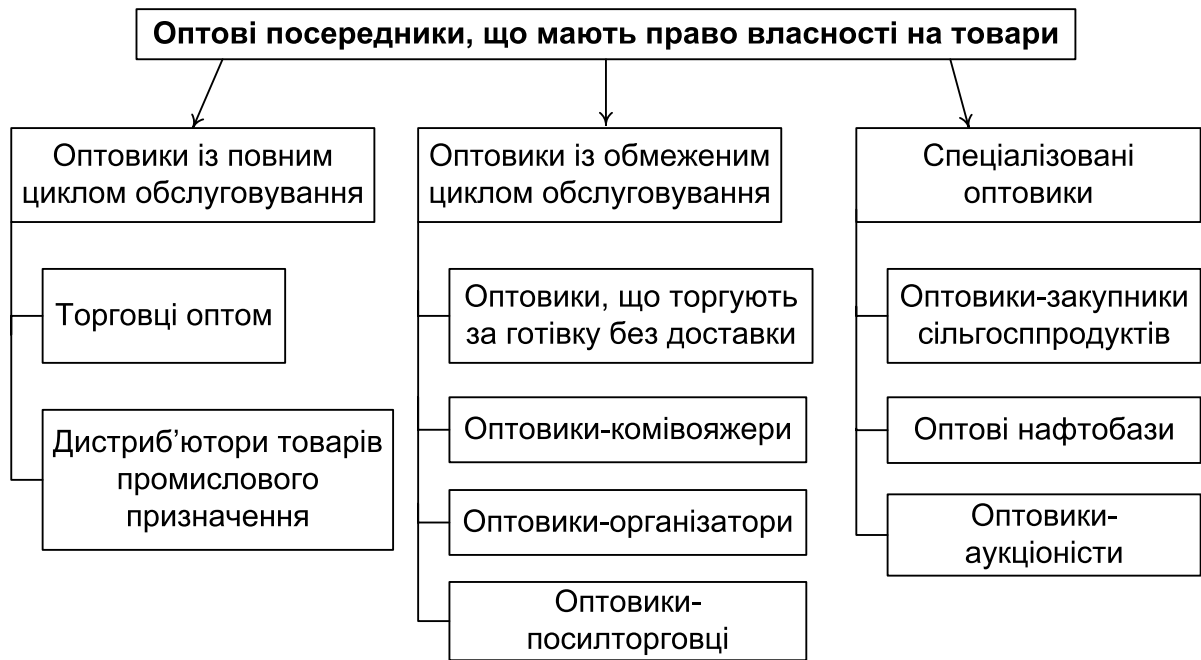 Оптові посередники, що мають право власності на товари
Оптовики із повним
циклом обслуговування
Торговці оптом
Дистриб’ютори товарів
промислового
призначення
Оптовики із обмеженим
циклом обслуговування
Оптовики, що торгують
за готівку без доставки
Оптовики-комівояжери
Оптовики-організатори
Оптовики-
посилторговці
Спеціалізовані
оптовики
Оптовики-закупники
сільгосппродуктів
Оптові нафтобази
Оптовики-
аукціоністи